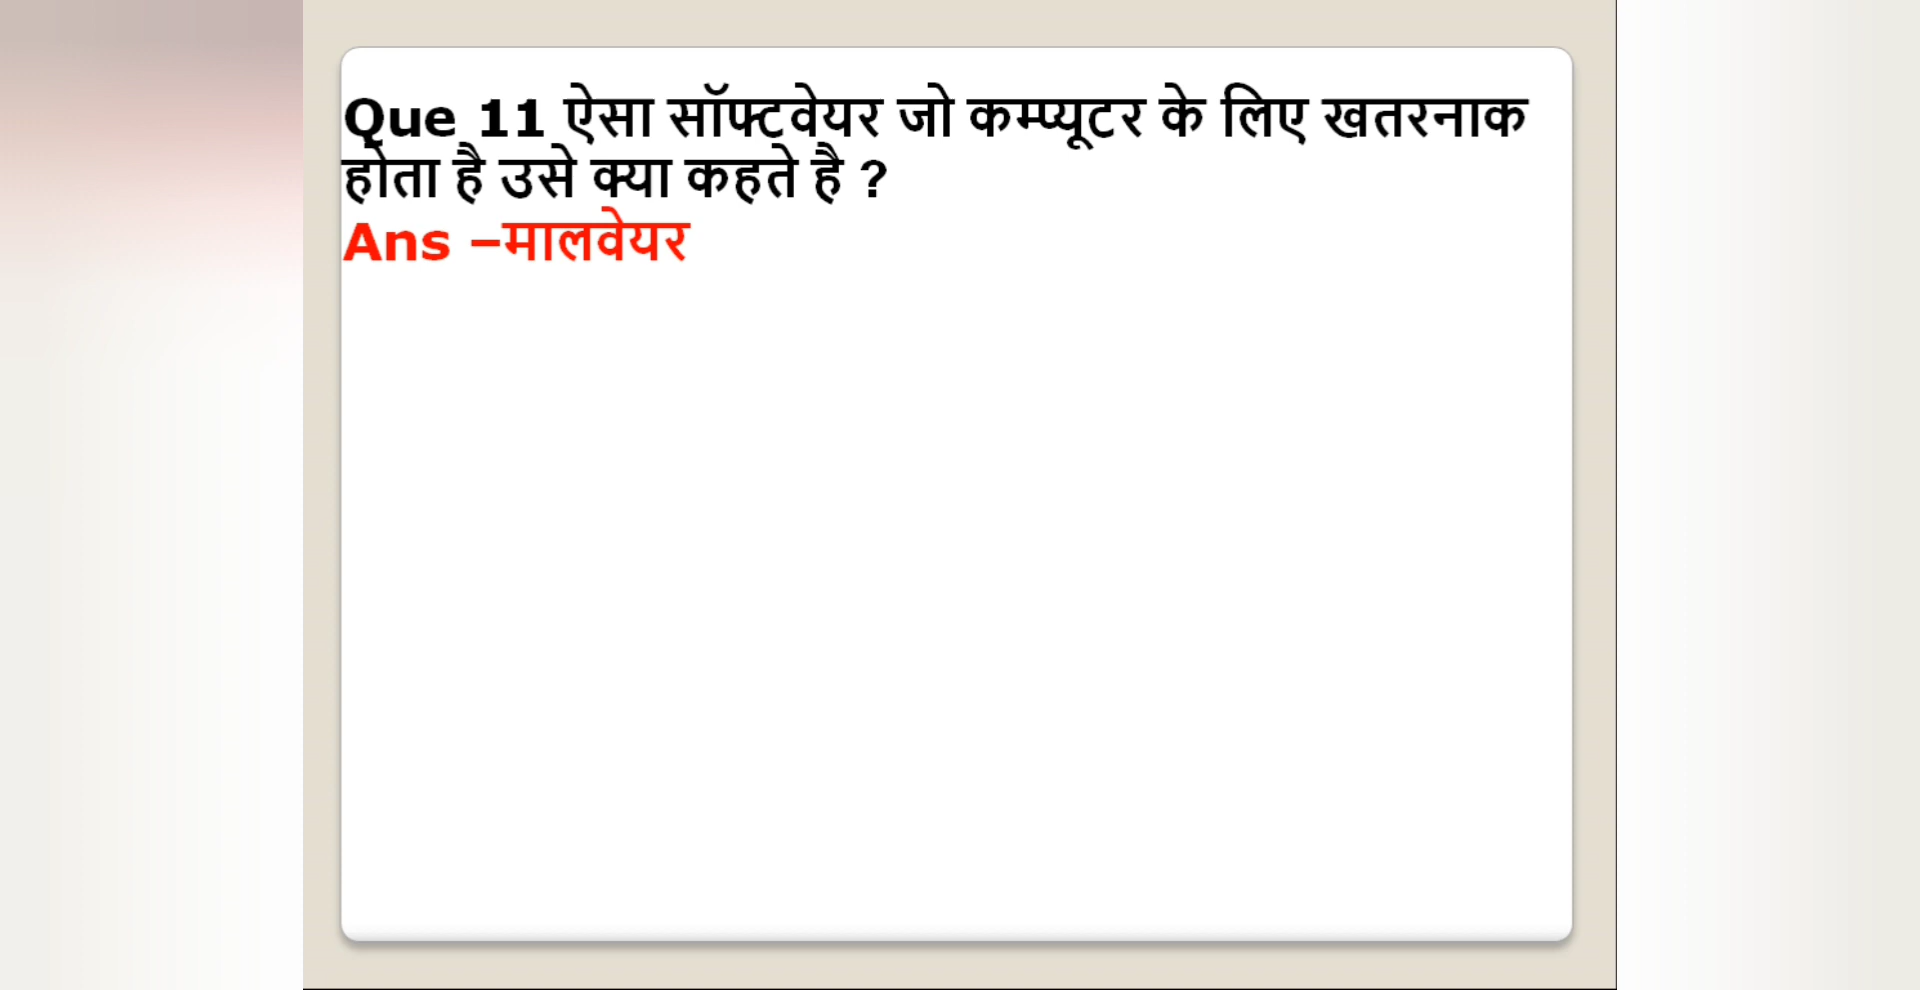 Que 11 ऐसा सॉफ्टवेयर जो कम्प्यूटर के लिए खतरनाक
होता है उसे क्या कहते है ?
Ans –मालवेयर